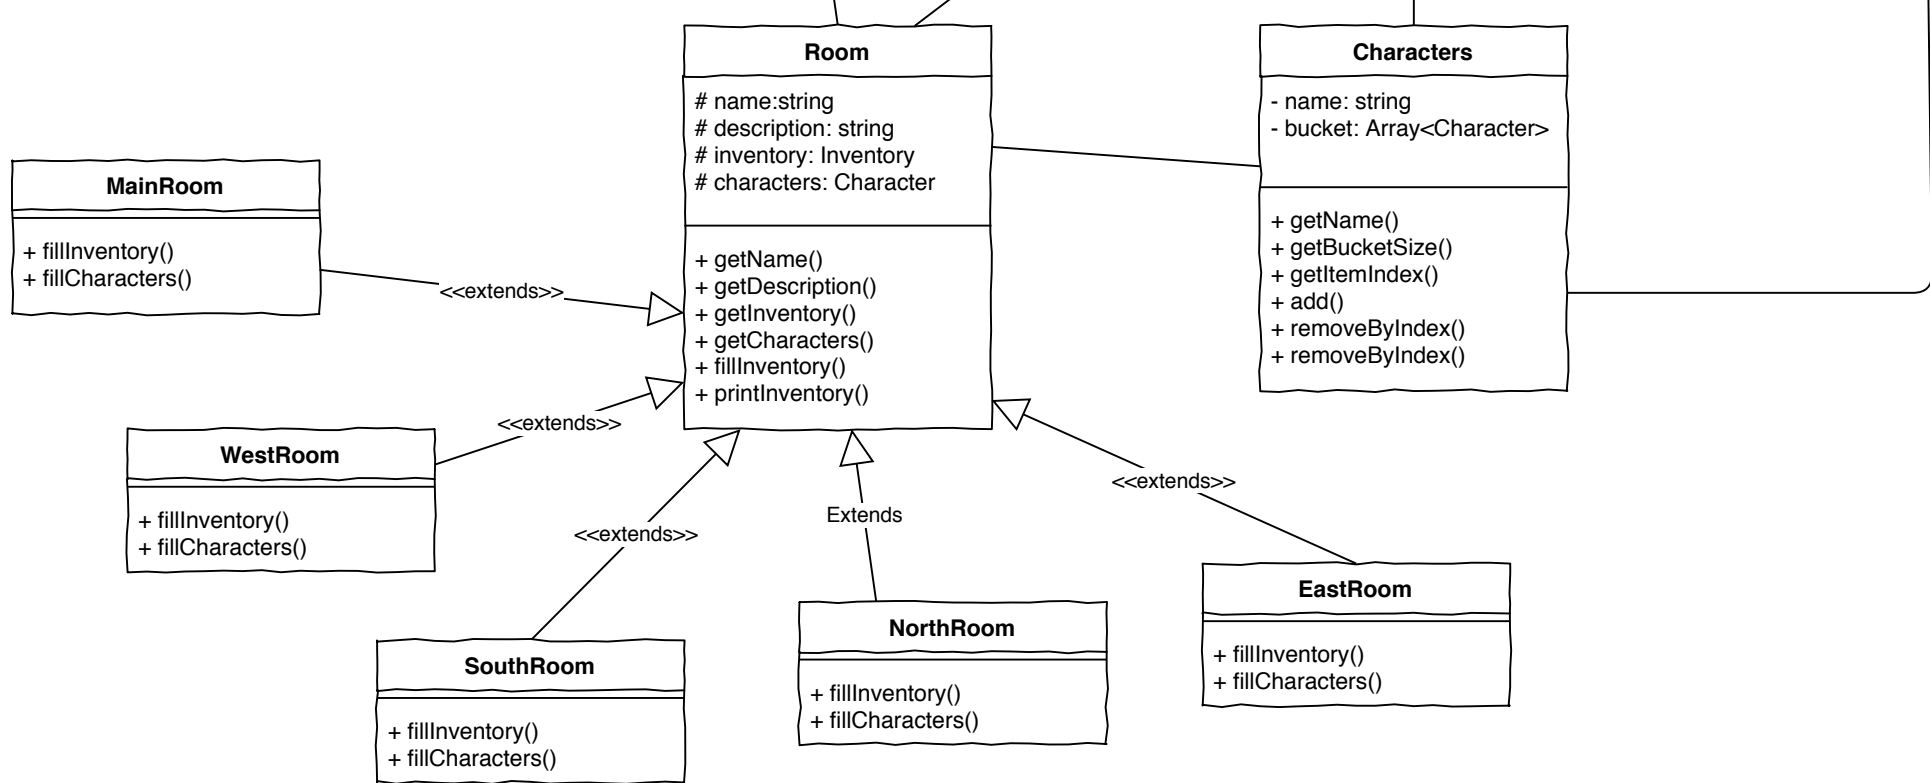 Room
# name:string
# description: string
# inventory: Inventory
# characters: Character
+ getName()
+ getDescription()
+ getInventory()
+ getCharacters()
+ fillInventory()
+ printInventory()
Characters
- name: string
- bucket: Array<Character>
+ getName()
+ getBucketSize()
+ getItemIndex()
+ add()
+ removeByIndex()
+ removeByIndex()
MainRoom
+ fillInventory()
+ fillCharacters()
<<extends>>
WestRoom
+ fillInventory()
+ fillCharacters()
<<extends>>
<<extends>>
Extends
<<extends>>
SouthRoom
+ fillInventory()
+ fillCharacters()
NorthRoom
+ fillInventory()
+ fillCharacters()
EastRoom
+ fillInventory()
+ fillCharacters()